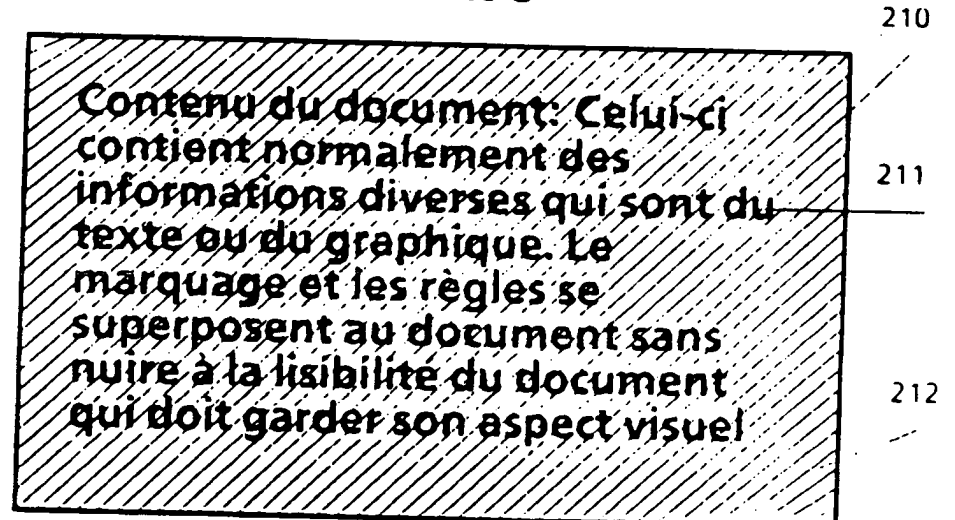 210
Contenu du document: Celui-ci
contient normalement des
211
informations diverses qui sont du
texte ou du graphique. Le
marquage et les règles se
superposent au document sans
nuire à la lisibilité du document
212
qui doit garder son aspect visuel